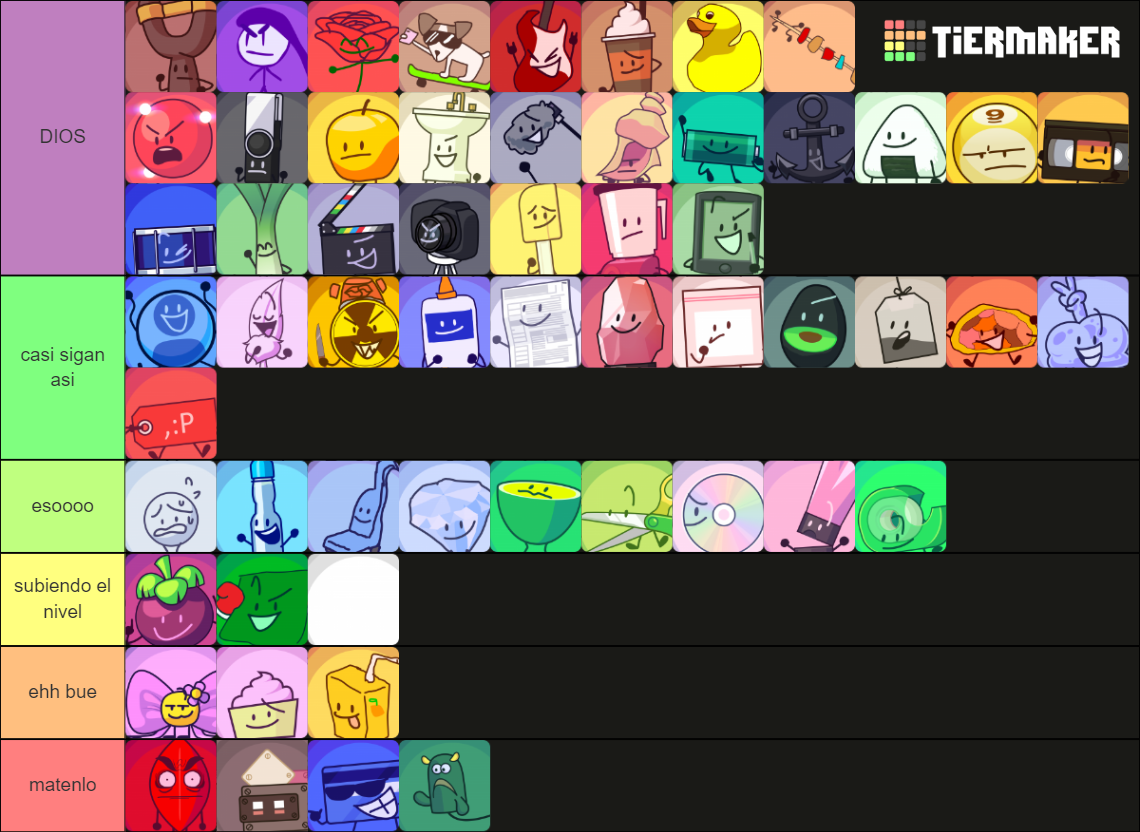 DIOS
TiERMAKER
9
casi sigan
asi
,:P
esoooo
subiendo el
nivel
ehh bue
matenlo